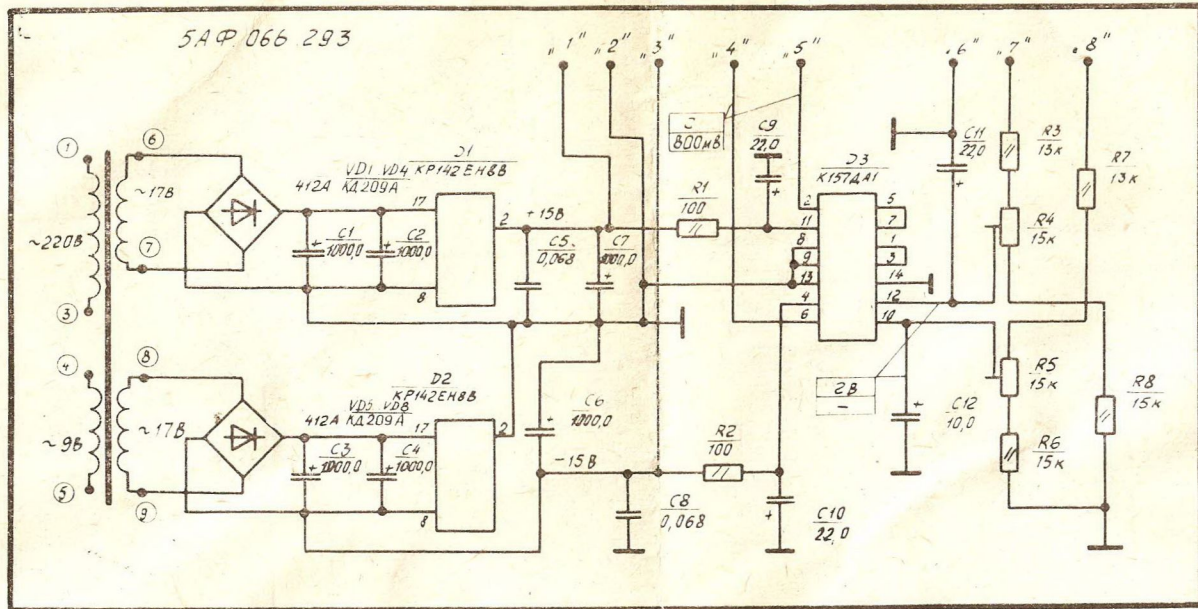 5АФ.066 293
„1"
„2"
„3"
„4"
„5"
„6"
„7"
„8"
1
6
~17В
7
~220В
3
412А
VD1 VD4
КД209А
D1
КР142ЕН8В
17
2
8
+15В
C1
1000,0
C2
1000,0
C5
0,068
C7
1000,0
800мВ
C9
22,0
R1
100
D3
К157ДА1
2
11
8
9
13
4
6
5
7
1
3
14
12
10
C11
22,0
R3
13к
R4
15к
R7
13к
4
8
~9В
~17В
5
9
412А
VD5 VD8
КД209А
D2
КР142ЕН8В
17
2
8
C3
1000,0
C4
1000,0
C6
1000,0
-15В
C8
0,068
R2
100
C10
22,0
2В
-
C12
10,0
R5
15к
R6
15к
R8
15к